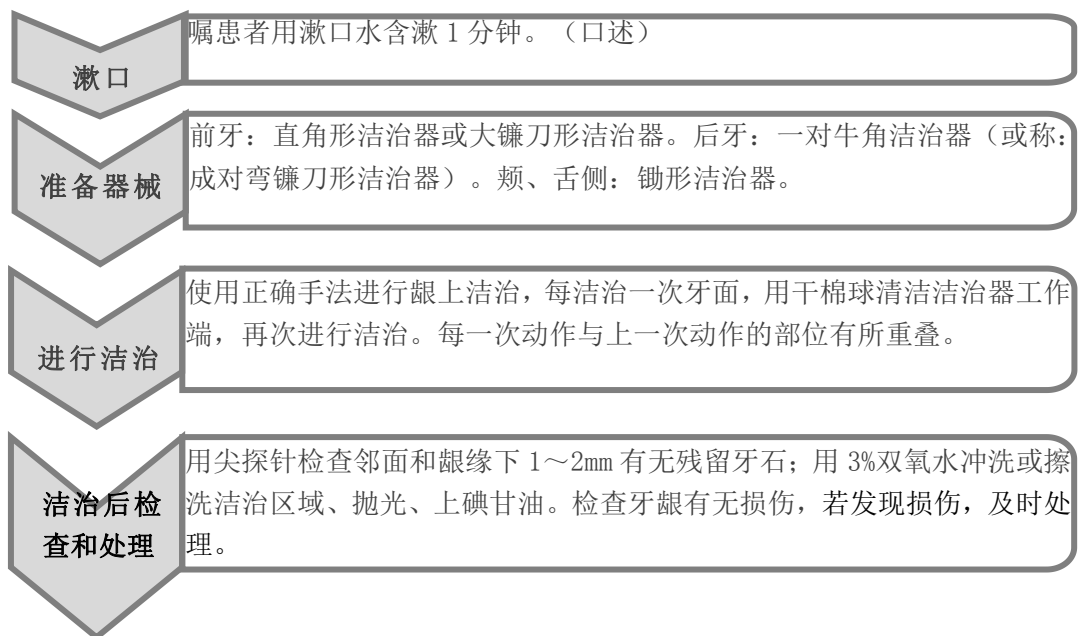 漱口
嘱患者用漱口水含漱1分钟。（口述）
准备器械
前牙：直角形洁治器或大镰刀形洁治器。后牙：一对牛角洁治器（或称：
成对弯镰刀形洁治器）。颊、舌侧：锄形洁治器。
进行洁治
使用正确手法进行龈上洁治，每洁治一次牙面，用干棉球清洁洁治器工作
端，再次进行洁治。每一次动作与上一次动作的部位有所重叠。
洁治后检
查和处理
用尖探针检查邻面和龈缘下1～2mm有无残留牙石；用3%双氧水冲洗或擦
洗洁治区域、抛光、上碘甘油。检查牙龈有无损伤，若发现损伤，及时处
理。